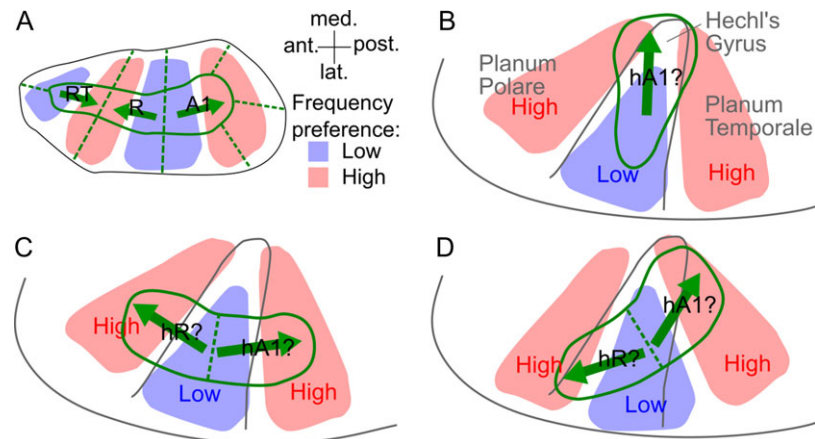 A
med.
ant.
post.
lat.
RT
R
A1
Frequency
preference:
Low
High
B
Hechl's
Gyrus
Planum
Polare
High
hA1?
Planum
Temporale
Low
High
C
High
hR?
hA1?
Low
High
D
hA1?
High
hR?
High
Low